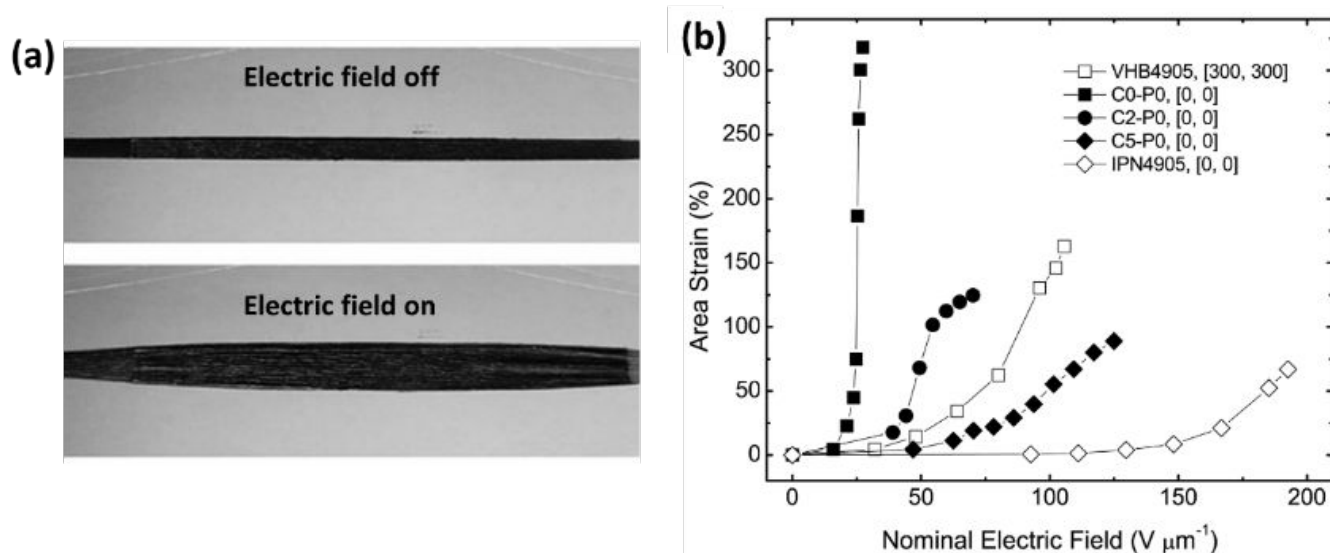 (a)
Electric field off
Electric field on
(b)
VHB4905, [300, 300]
C0-P0, [0, 0]
C2-P0, [0, 0]
C5-P0, [0, 0]
IPN4905, [0, 0]
Area Strain (%)
300
250
200
150
100
50
0
0
50
100
150
200
Nominal Electric Field (V µm⁻¹)